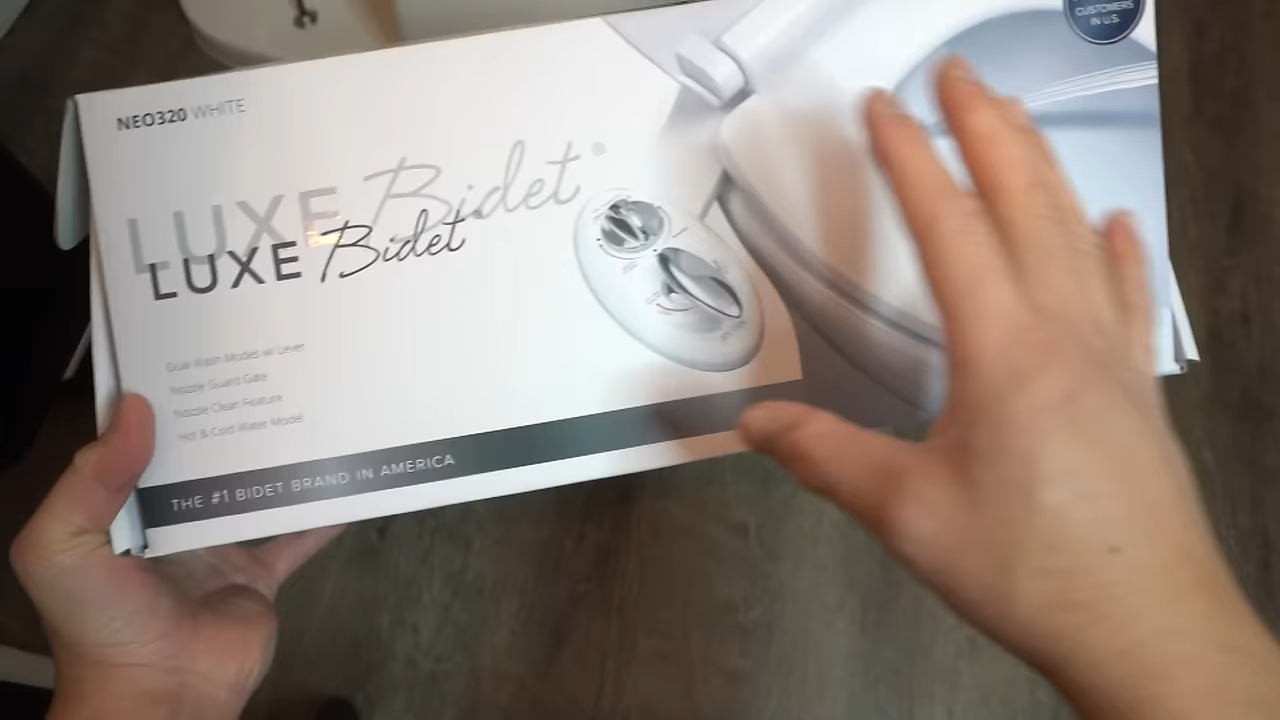 NEO320 WHITE
LUXE Bidet®
LUXE Bidet
Dual Wash Modes w/ Lever
Nozzle Guard Gate
Nozzle Clean Feature
Hot & Cold Water Model
THE #1 BIDET BRAND IN AMERICA
CUSTOMERS
IN U.S.